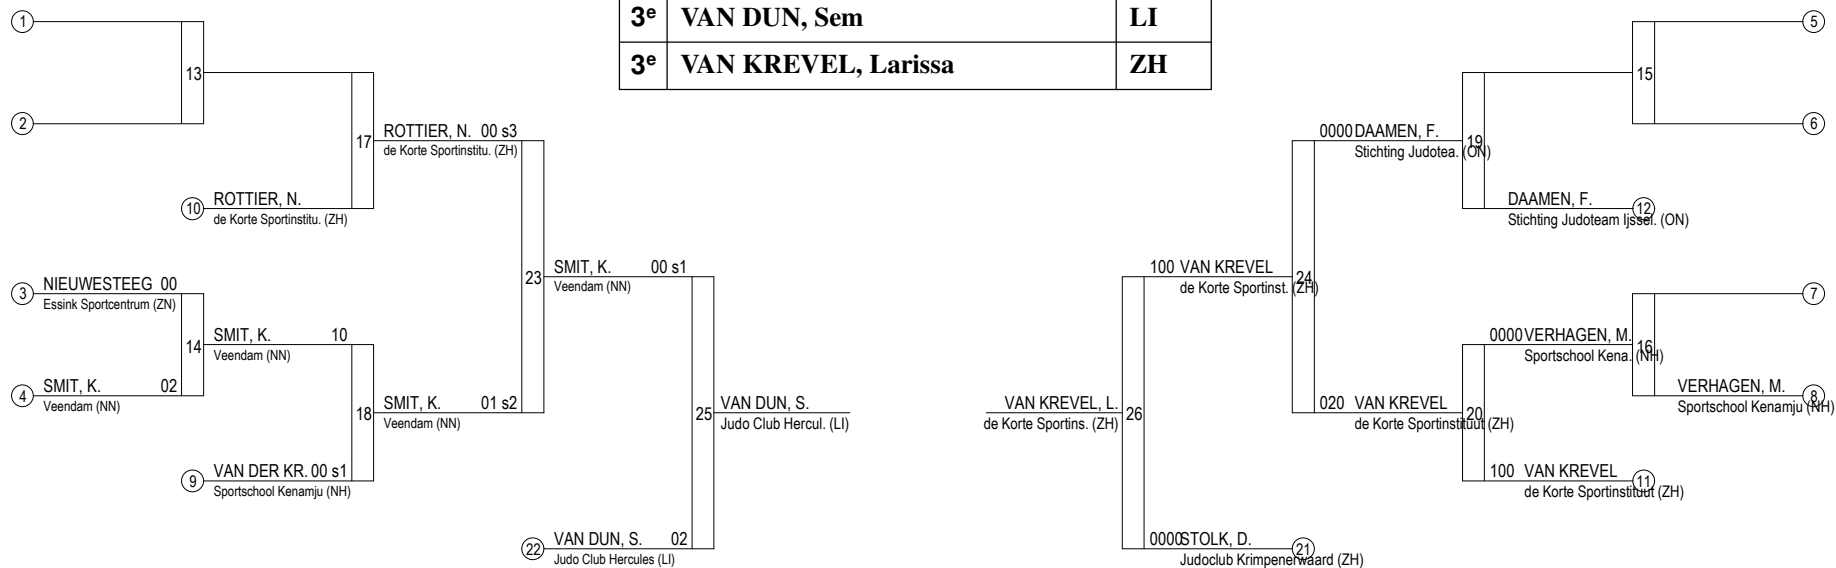 3e VAN DUN, Sem LI
3e VAN KREVEL, Larissa ZH
1
2
13
17
ROTTIER, N. 00 s3
de Korte Sportinstitu. (ZH)
10
ROTTIER, N.
de Korte Sportinstitu. (ZH)
3
NIEUWESTEEG 00
Essink Sportcentrum (ZN)
14
4
SMIT, K. 02
Veendam (NN)
SMIT, K. 10
Veendam (NN)
18
9
VAN DER KR. 00 s1
Sportschool Kenamju (NH)
SMIT, K. 01 s2
Veendam (NN)
23
SMIT, K. 00 s1
Veendam (NN)
25
22
VAN DUN, S. 02
Judo Club Hercules (LI)
VAN DUN, S.
Judo Club Hercul. (LI)
VAN KREVEL, L.
de Korte Sportins. (ZH)
26
100 VAN KREVEL
de Korte Sportinst. (ZH)
24
0000 STOLK, D.
Judoclub Krimpenerwaard (ZH)
21
0000 DAAMEN, F.
Stichting Judotea. (ON)
19
DAAMEN, F.
Stichting Judoteam Ijssel. (ON)
12
15
5
6
020 VAN KREVEL
de Korte Sportinstituut (ZH)
20
0000 VERHAGEN, M.
Sportschool Kena. (NH)
16
7
VERHAGEN, M.
Sportschool Kenamju (NH)
8
100 VAN KREVEL
de Korte Sportinstituut (ZH)
11